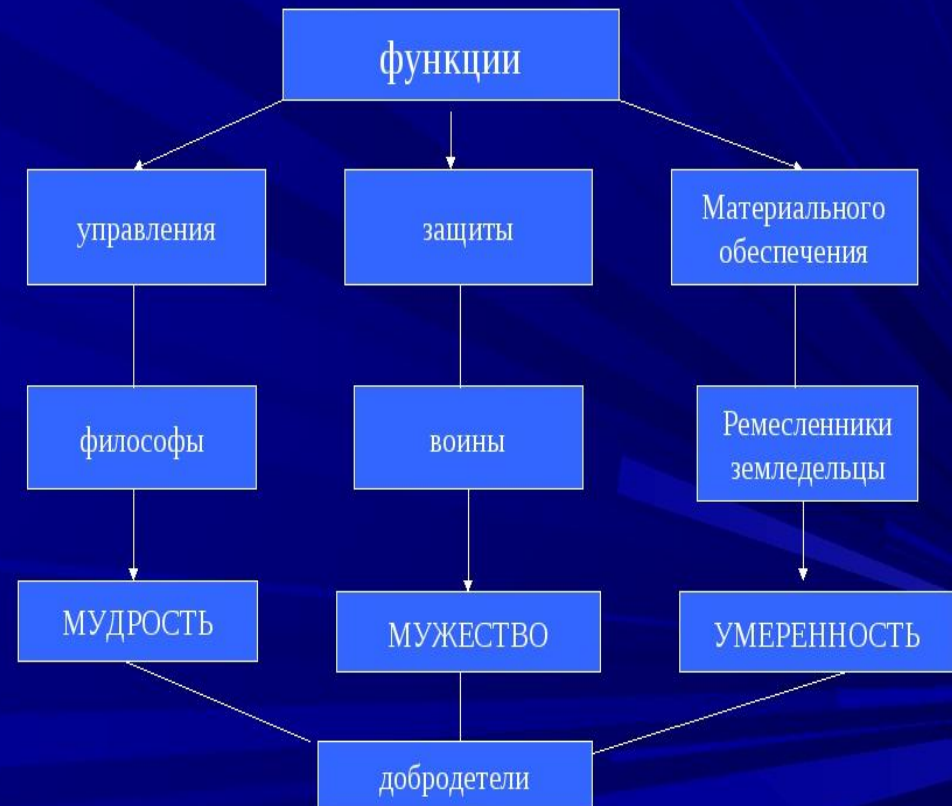 функции
управления
защиты
Материального
обеспечения
философы
воины
Ремесленники
земледельцы
МУДРОСТЬ
МУЖЕСТВО
УМЕРЕННОСТЬ
добродетели